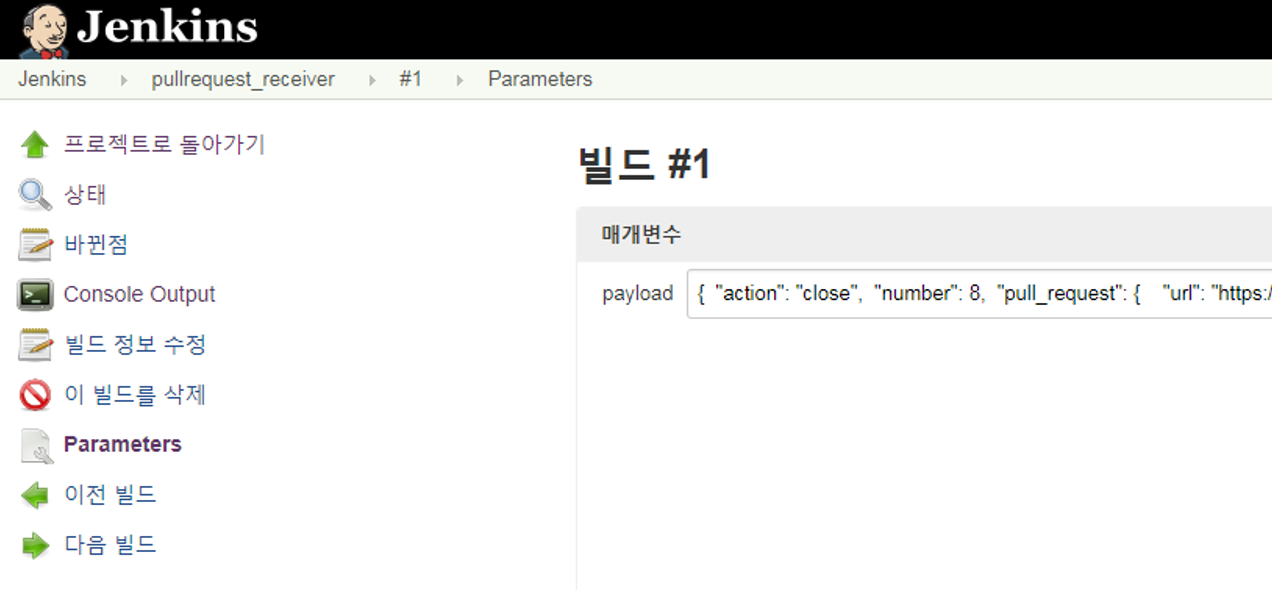 Jenkins
Jenkins pullrequest_receiver #1 Parameters
프로젝트로 돌아가기
상태
바뀐점
Console Output
빌드 정보 수정
이 빌드를 삭제
Parameters
이전 빌드
다음 빌드
빌드 #1
매개변수
payload { "action": "close", "number": 8, "pull_request": { "url": "https:/